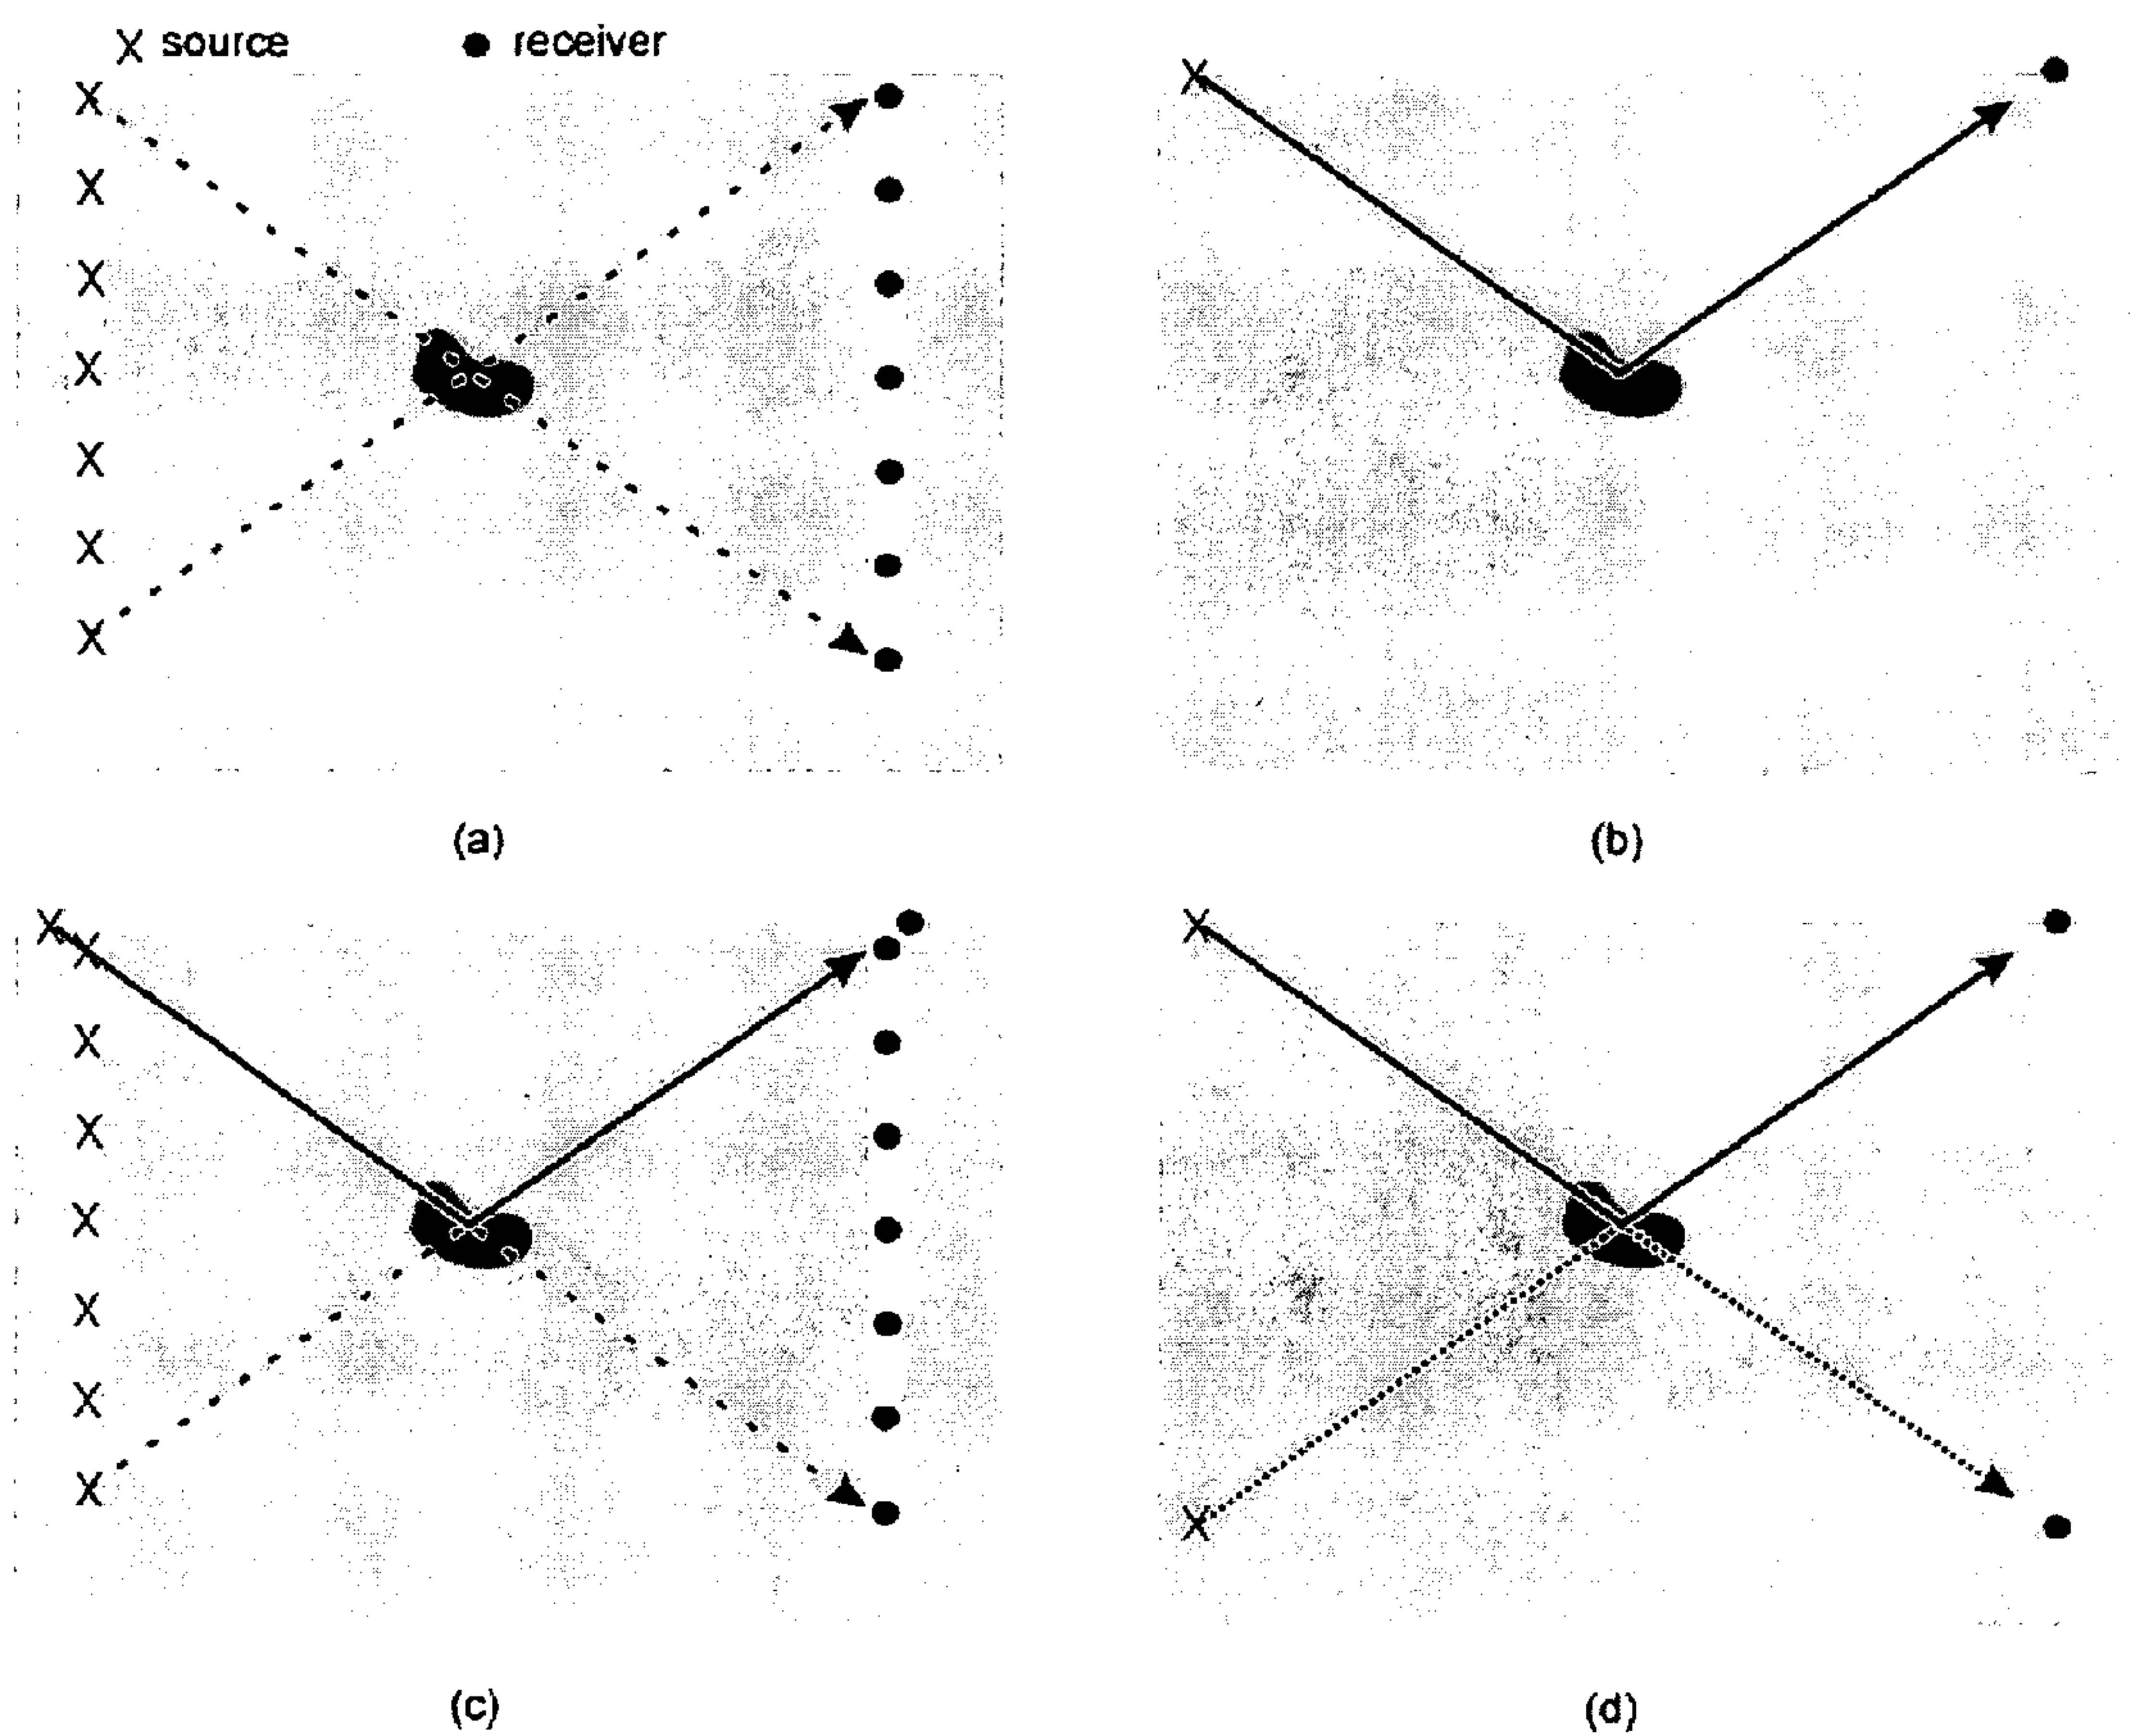 X source ● receiver
(a)
(b)
(c)
(d)